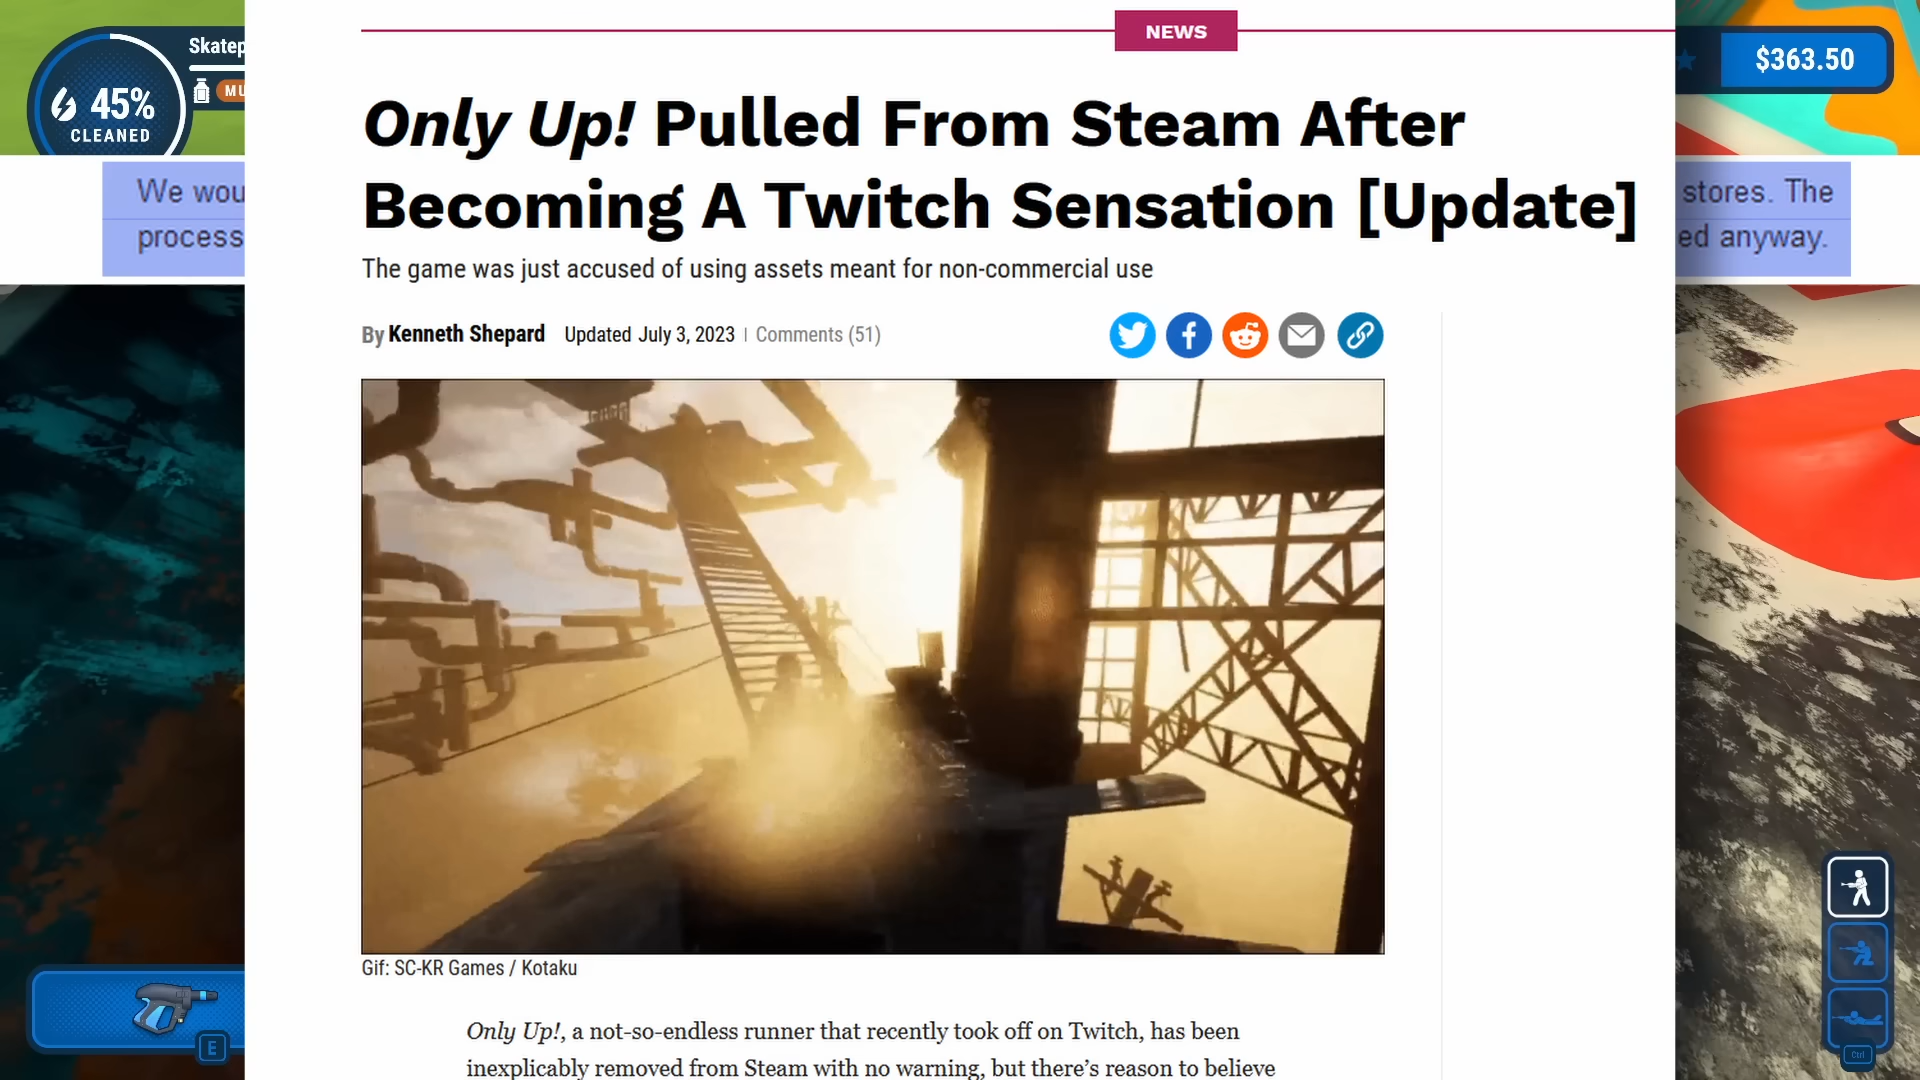 NEWS
Skatep
45%
CLEANED
MU
$363.50
Only Up! Pulled From Steam After
Becoming A Twitch Sensation [Update]
We wou
process
stores. The
ed anyway.
The game was just accused of using assets meant for non-commercial use
By Kenneth Shepard Updated July 3, 2023 | Comments (51)
Gif: SC-KR Games / Kotaku
Only Up!, a not-so-endless runner that recently took off on Twitch, has been
inexplicably removed from Steam with no warning, but there's reason to believe
E
Ctrl